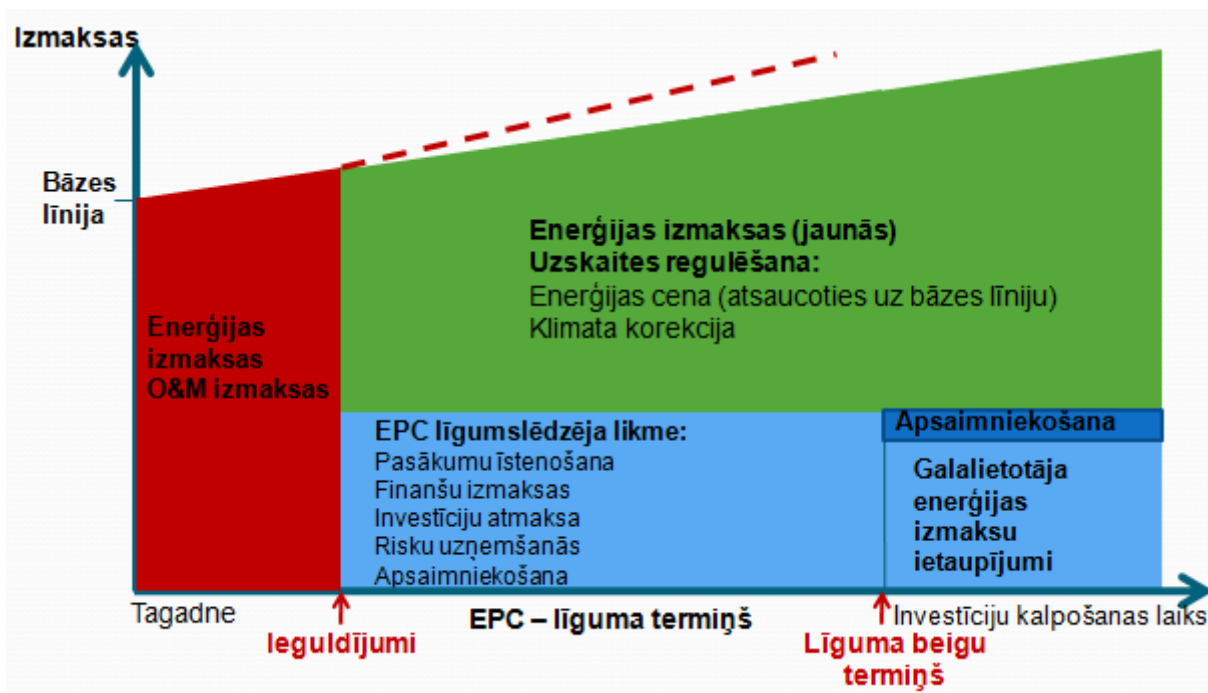 Izmaksas
Bāzes
līnija
Enerģijas izmaksas (jaunās)
Uzskaites regulēšana:
Enerģijas cena (atsaucoties uz bāzes līniju)
Klimata korekcija
Enerģijas
izmaksas
O&M izmaksas
EPC līgumslēdzēja likme:
Pasākumu īstenošana
Finanšu izmaksas
Investīciju atmaksa
Risku uzņemšanās
Apsaimniekošana
Apsaimniekošana
Galalietotāja
enerģijas
izmaksu
ietaupījumi
Tagadne
Ieguldījumi
EPC – līguma termiņš
Līguma beigu
termiņš
Investīciju kalpošanas laiks